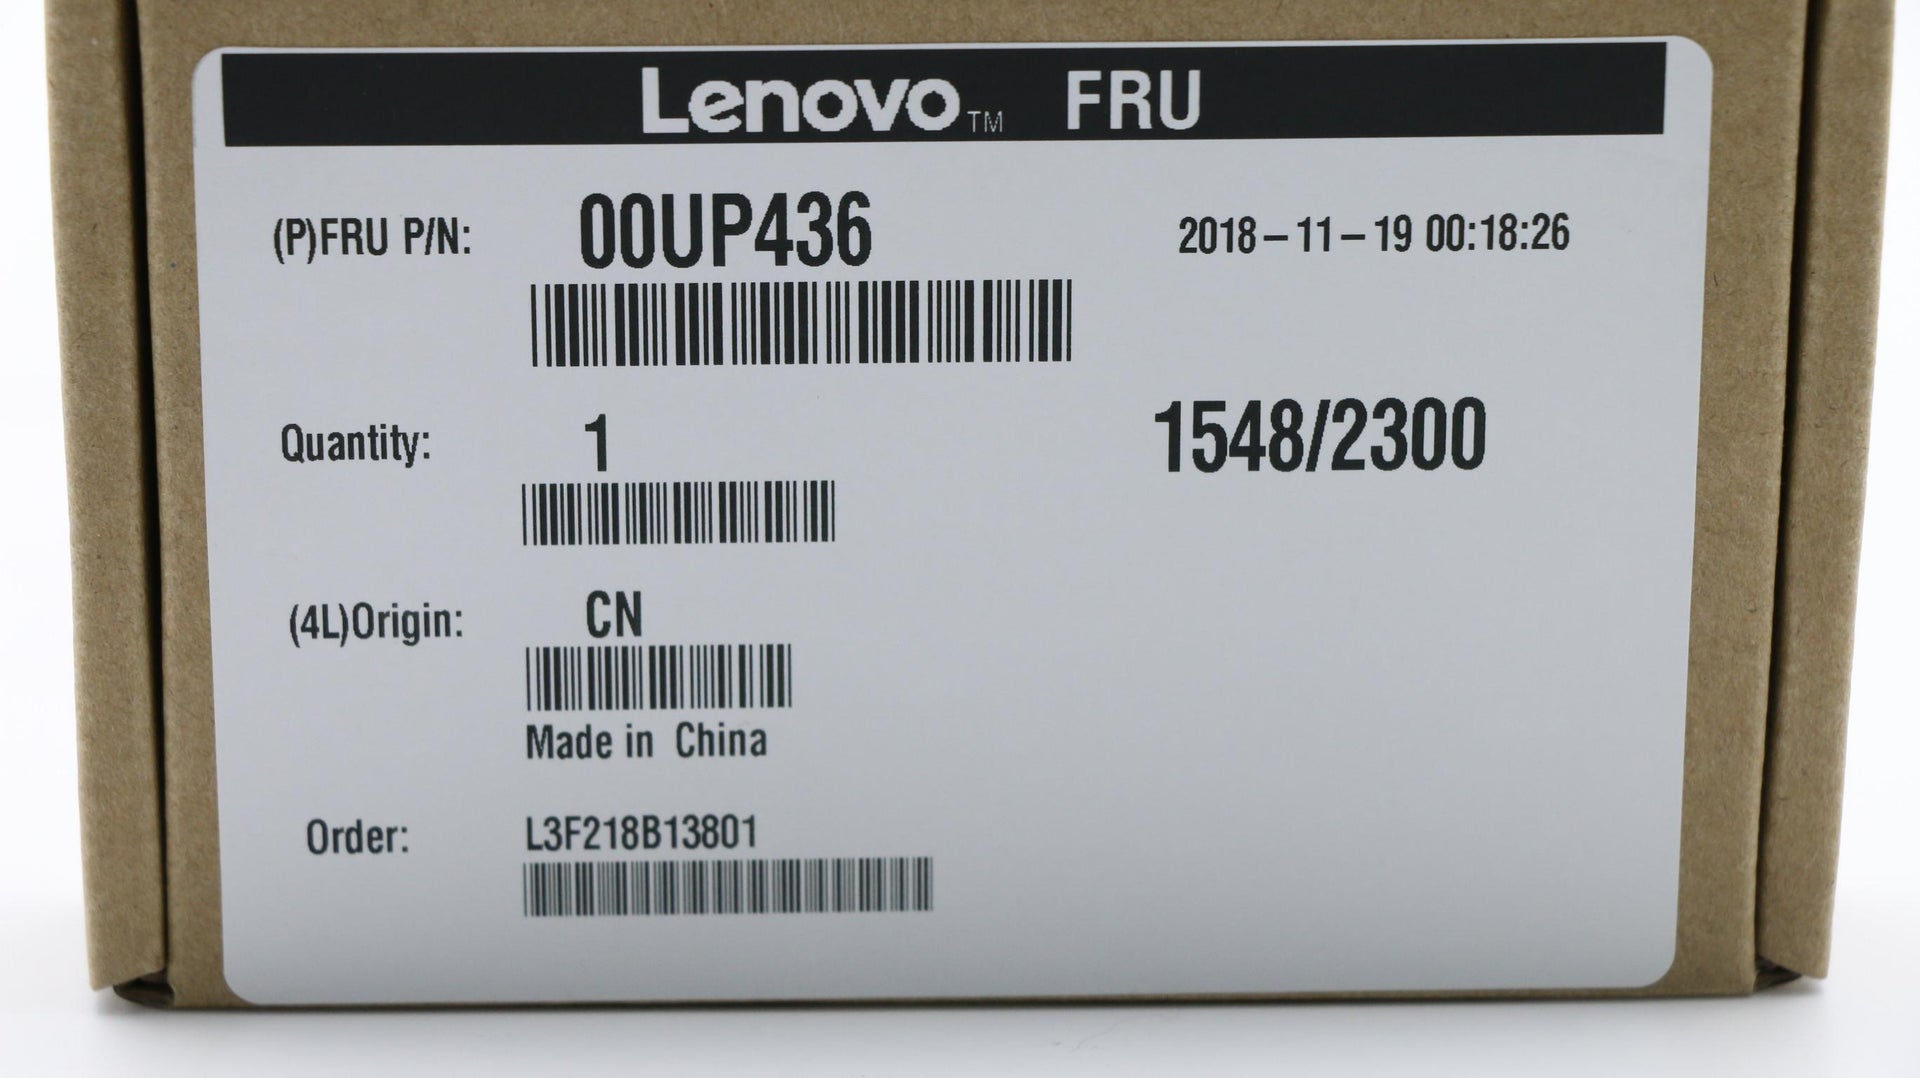 Lenovo™ FRU
(P)FRU P/N: 00UP436 2018-11-19 00:18:26
Quantity: 1 1548/2300
(4L)Origin: CN
Made in China
Order: L3F218B13801